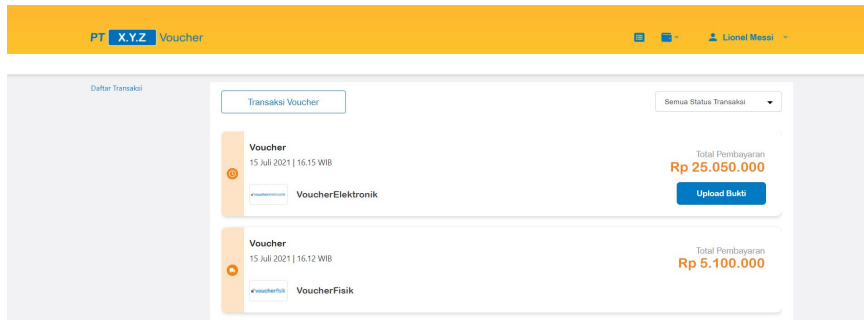 PT X.Y.Z Voucher
Lionel Messi
Daftar Transaksi
Transaksi Voucher
Semua Status Transaksi
Voucher
15 Juli 2021 | 16.15 WIB
Total Pembayaran
Rp 25.050.000
VoucherElektronik
Upload Bukti
Voucher
15 Juli 2021 | 16.12 WIB
Total Pembayaran
Rp 5.100.000
voucherfisik
VoucherFisik